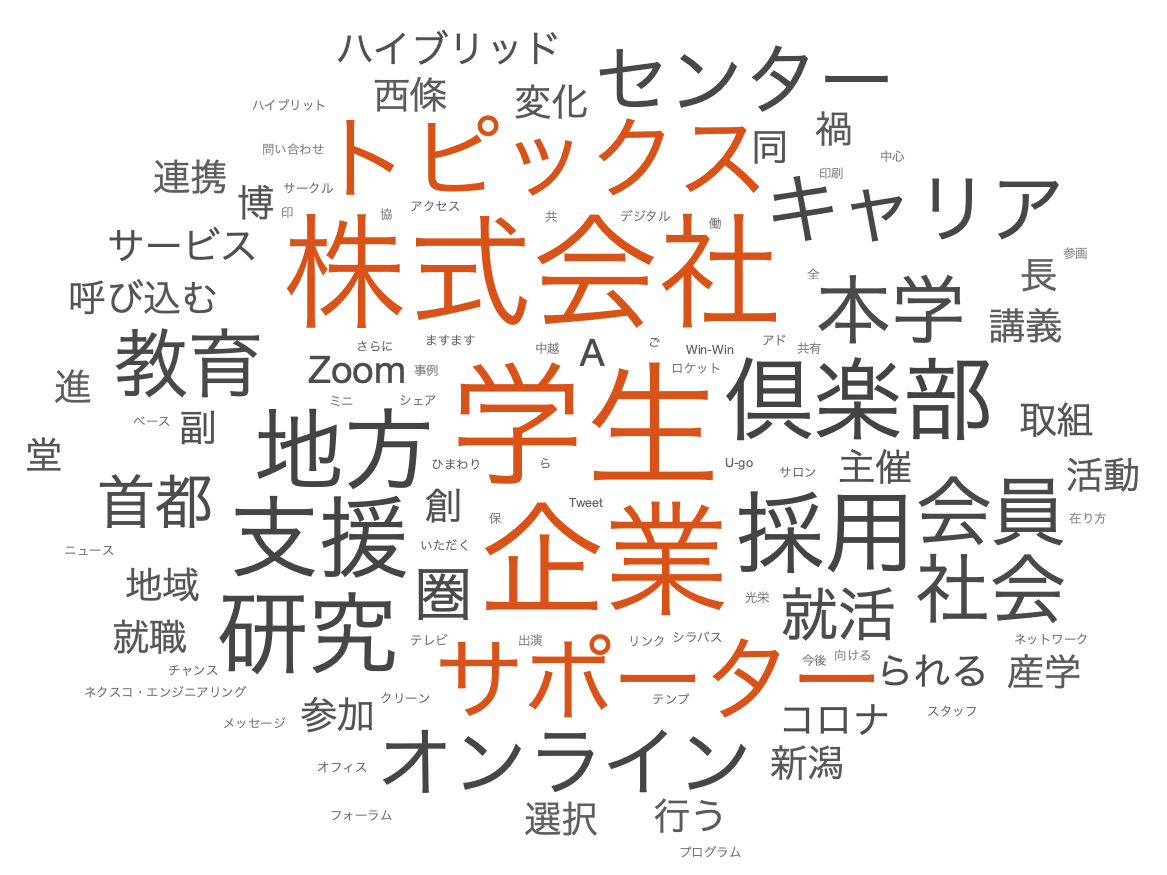 ハイブリッド
センター
西條
変化
ハイブリット
トピックス
同
禍
問い合わせ
中心
連携
博
サークル
印刷
キャリア
印
協
アクセス
共
デジタル
働
サービス
株式会社
参画
全
長
呼び込む
本学
講義
教育
さらに
ますます
中越
A
ご
Win-Win
アド
共有
Zoom
事例
ロケット
進
ミニ
シェア
学生
倶楽部
ベース
副
地方
取組
堂
ひまわり
ら
U-go
サロン
主催
活動
首都
創
保
Tweet
採用
会員
在り方
支援
いただく
企業
ニュース
地域
圏
光栄
就活
社会
就職
研究
テレビ
出演
リンク
シラバス
ネットワーク
チャンス
サポーター
今後
向ける
られる
産学
ネクスコ・エンジニアリング
クリーン
テンプ
メッセージ
参加
コロナ
スタッフ
オフィス
オンライン
新潟
フォーラム
選択
行う
プログラム